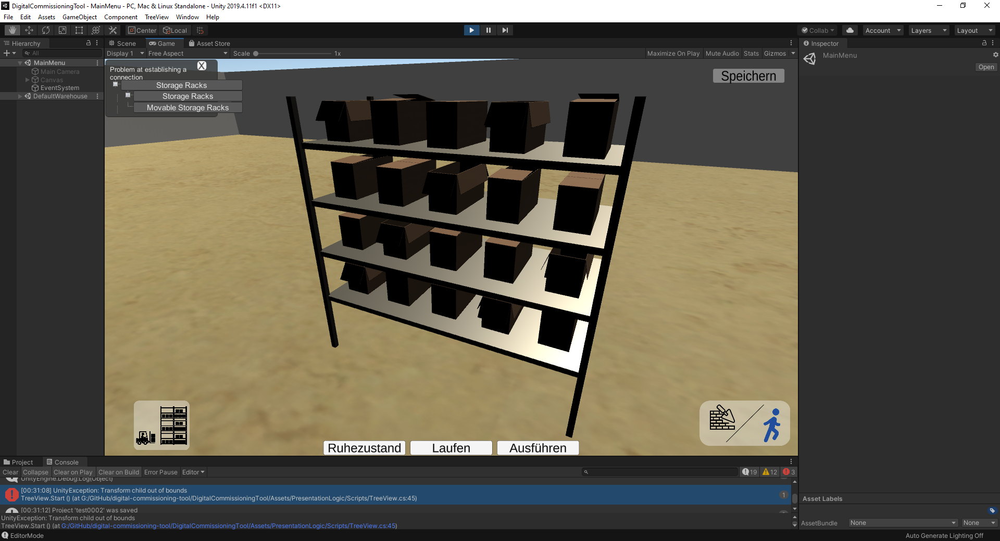 DigitalCommissioningTool - MainMenu - PC, Mac & Linux Standalone - Unity 2019.4.11f1 <DX11>
File Edit Assets GameObject Component TreeView Window Help
Center Local Collab Account Layers Layout
Hierarchy Scene Game Asset Store Inspector
All Display 1 Free Aspect Scale 1x Maximize On Play Mute Audio Stats Gizmos
MainMenu
MainMenu
Open
Main Camera
Canvas
EventSystem
DefaultWarehouse
Problem at establishing a
connection
X
Storage Racks
Storage Racks
Movable Storage Racks
Speichern
Ruhezustand Laufen Ausführen
Project Console
Clear Collapse Clear on Play Clear on Build Error Pause Editor 19 12 3
UnityEngine.Debug:Log(Object)
[00:31:08] UnityException: Transform child out of bounds
TreeView.Start () (at G:/GitHub/digital-commissioning-tool/DigitalCommissioningTool/Assets/PresentationLogic/Scripts/TreeView.cs:45)
1
[00:31:12] Project 'test0002' was saved
UnityException: Transform child out of bounds
TreeView.Start () (at G:/GitHub/digital-commissioning-tool/DigitalCommissioningTool/Assets/PresentationLogic/Scripts/TreeView.cs:45)
EditorMode
Asset Labels
AssetBundle None None
Auto Generate Lighting Off